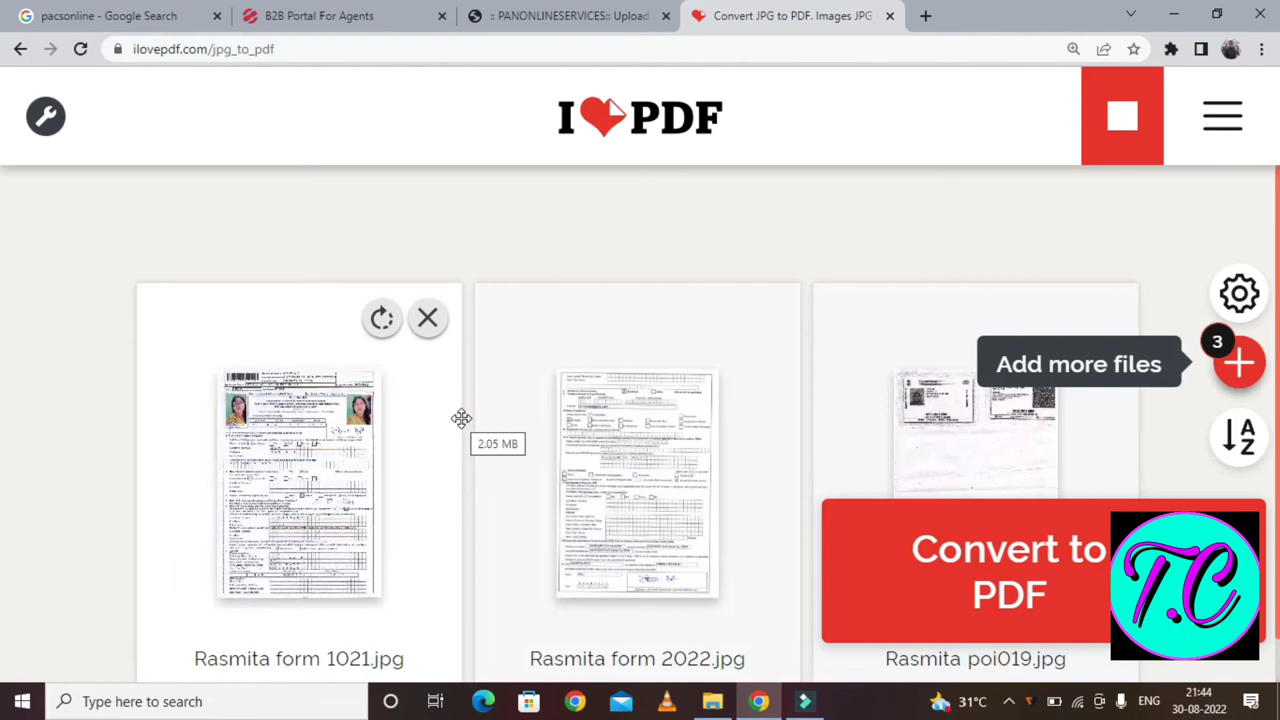 pacsonline - Google Search
B2B Portal For Agents
:: PANONLINESERVICES:: Upload
Convert JPG to PDF. Images JPG
ilovepdf.com/jpg_to_pdf
I PDF
3
Add more files
A
Z
2.05 MB
Convert to
PDF
T.C
Rasmita form 1021.jpg
Rasmita form 2022.jpg
Rasmita poi019.jpg
Type here to search
31°C
ENG
21:44
30-08-2022